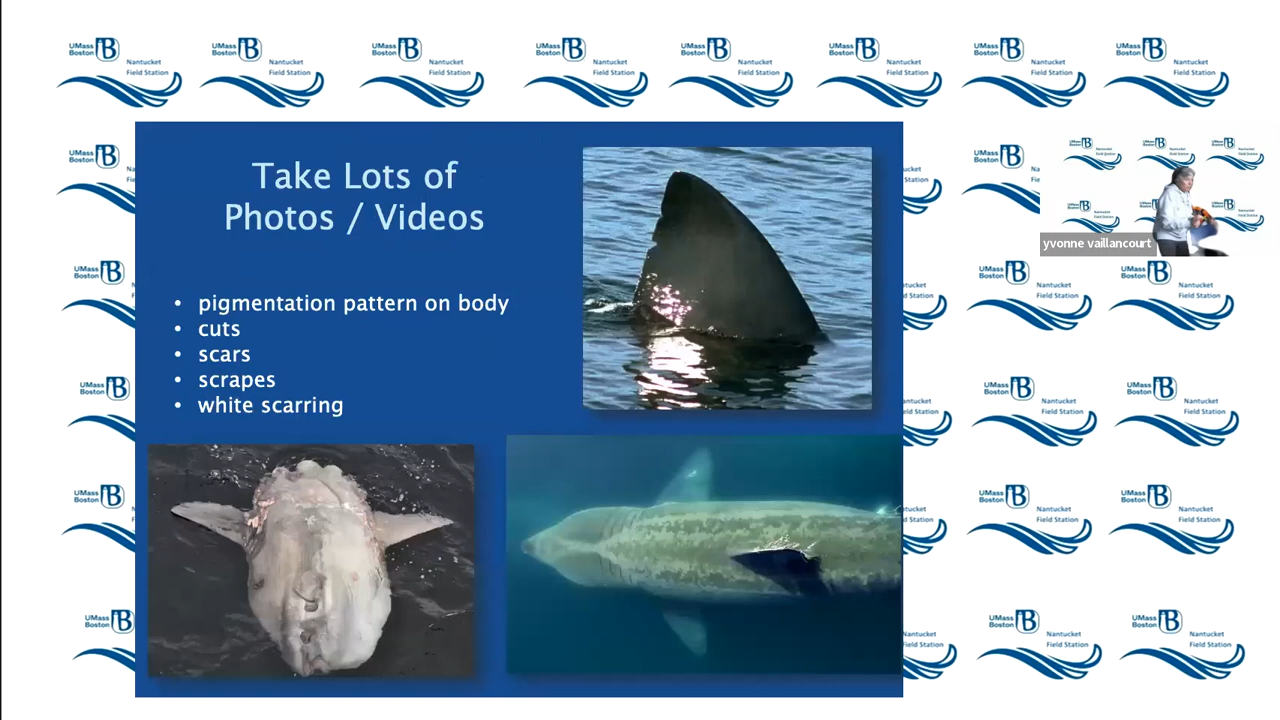 UMass
Boston
Nantucket
Field Station
Take Lots of
Photos / Videos
• pigmentation pattern on body
• cuts
• scars
• scrapes
• white scarring
yvonne vaillancourt